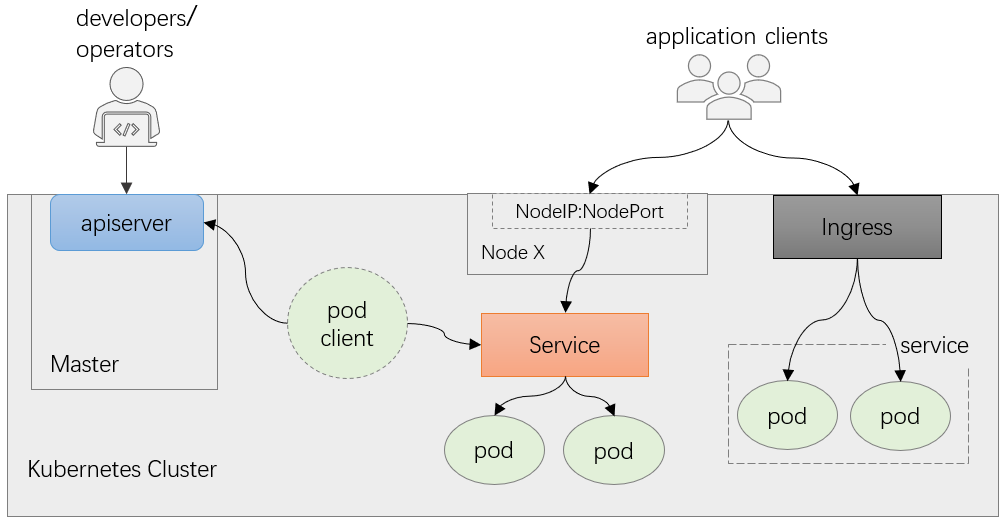 developers/
operators
application clients
</>
apiserver
NodeIP:NodePort
Node X
Ingress
pod
client
Master
Service
service
pod
pod
pod
pod
Kubernetes Cluster